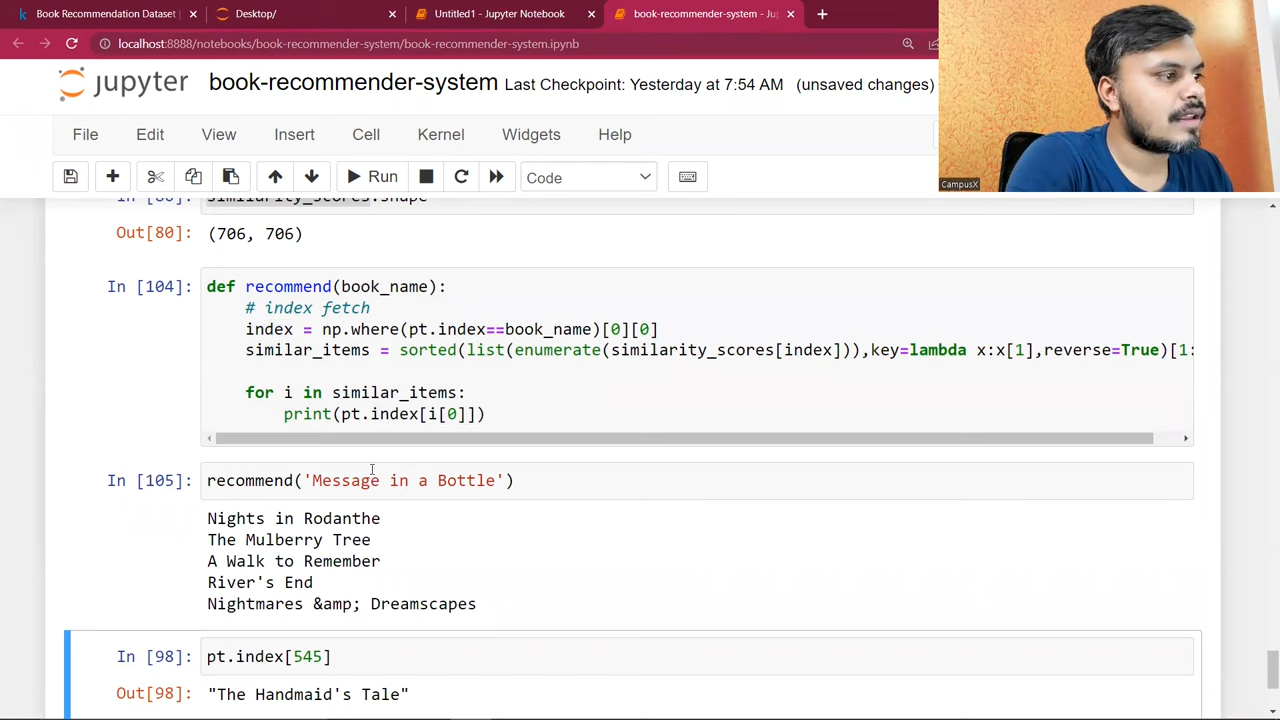 Book Recommendation Dataset
Desktop/
Untitled1 - Jupyter Notebook
book-recommender-system - Ju
localhost:8888/notebooks/book-recommender-system/book-recommender-system.ipynb
jupyter
book-recommender-system Last Checkpoint: Yesterday at 7:54 AM (unsaved changes)
File Edit View Insert Cell Kernel Widgets Help
Run
Code
CampusX
In [80] similarity_scores.shape
Out[80]: (706, 706)
In [104]: def recommend(book_name):
# index fetch
index = np.where(pt.index==book_name)[0][0]
similar_items = sorted(list(enumerate(similarity_scores[index])),key=lambda x:x[1],reverse=True)[1:
for i in similar_items:
print(pt.index[i[0]])
In [105]: recommend('Message in a Bottle')
Nights in Rodanthe
The Mulberry Tree
A Walk to Remember
River's End
Nightmares &amp; Dreamscapes
In [98]: pt.index[545]
Out[98]: "The Handmaid's Tale"